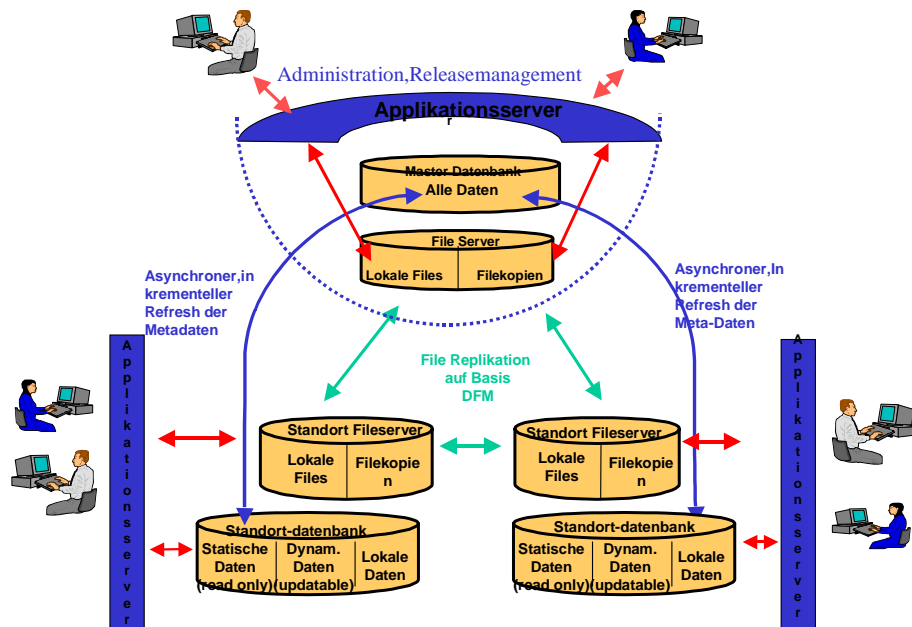 Administration,Releasemanagement
Applikationsserver
r
Master Datenbank
Alle Daten
File Server
Lokale Files
Filekopien
Asynchroner,in
krementeller
Refresh der
Metadaten
Asynchroner,In
krementeller
Refresh der
Meta-Daten
Applikationsserver
File Replikation
auf Basis
DFM
Applikationsserver
Standort Fileserver
Lokale
Files
Filekopie
n
Standort Fileserver
Lokale
Files
Filekopie
n
Standort-datenbank
Statische
Daten
(read only)
Dynam.
Daten
(updatable)
Lokale
Daten
Standort-datenbank
Statische
Daten
(read only)
Dynam.
Daten
(updatable)
Lokale
Daten